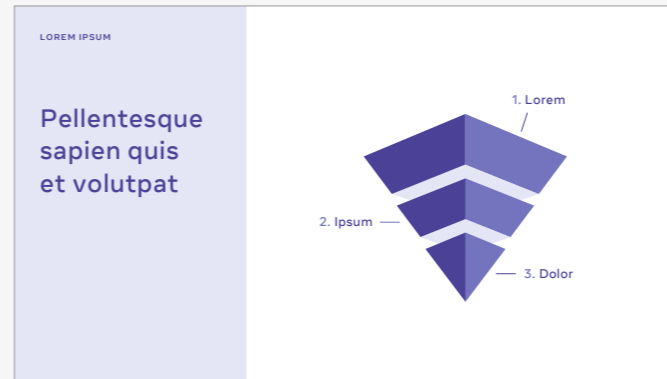 LOREM IPSUM
Pellentesque
sapien quis
et volutpat
1. Lorem
2. Ipsum
3. Dolor